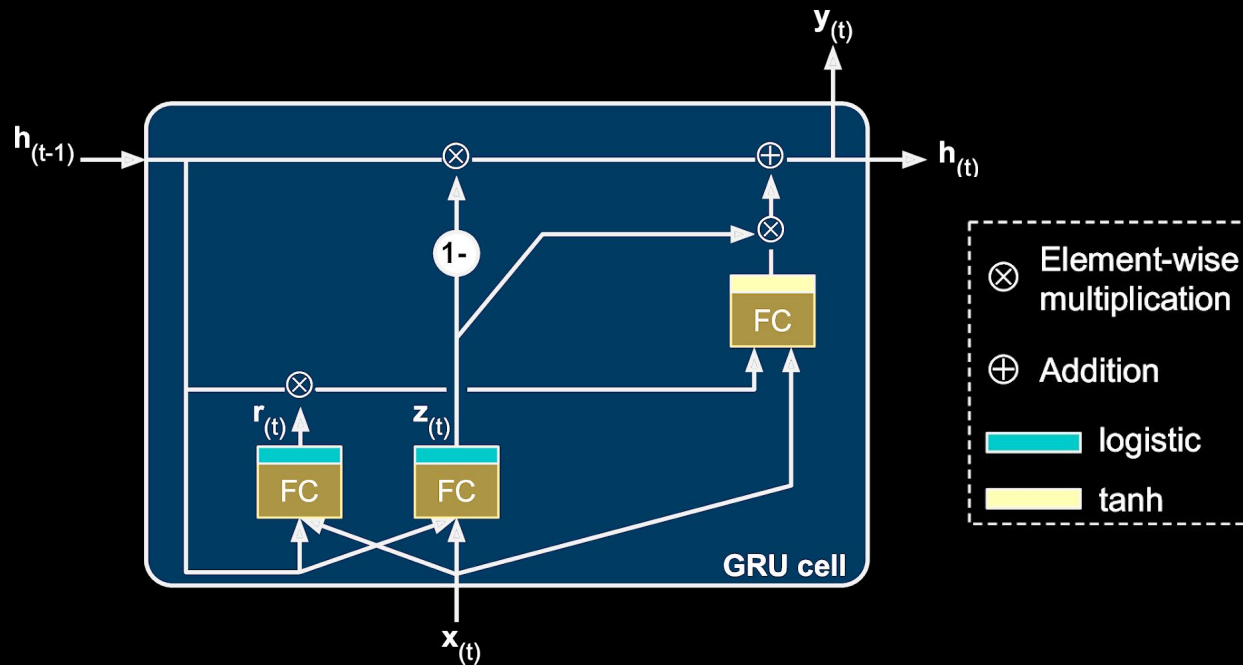 y(t)
h(t-1)
h(t)
1-
FC
r(t)
z(t)
FC
FC
GRU cell
x(t)
Element-wise
multiplication
Addition
logistic
tanh